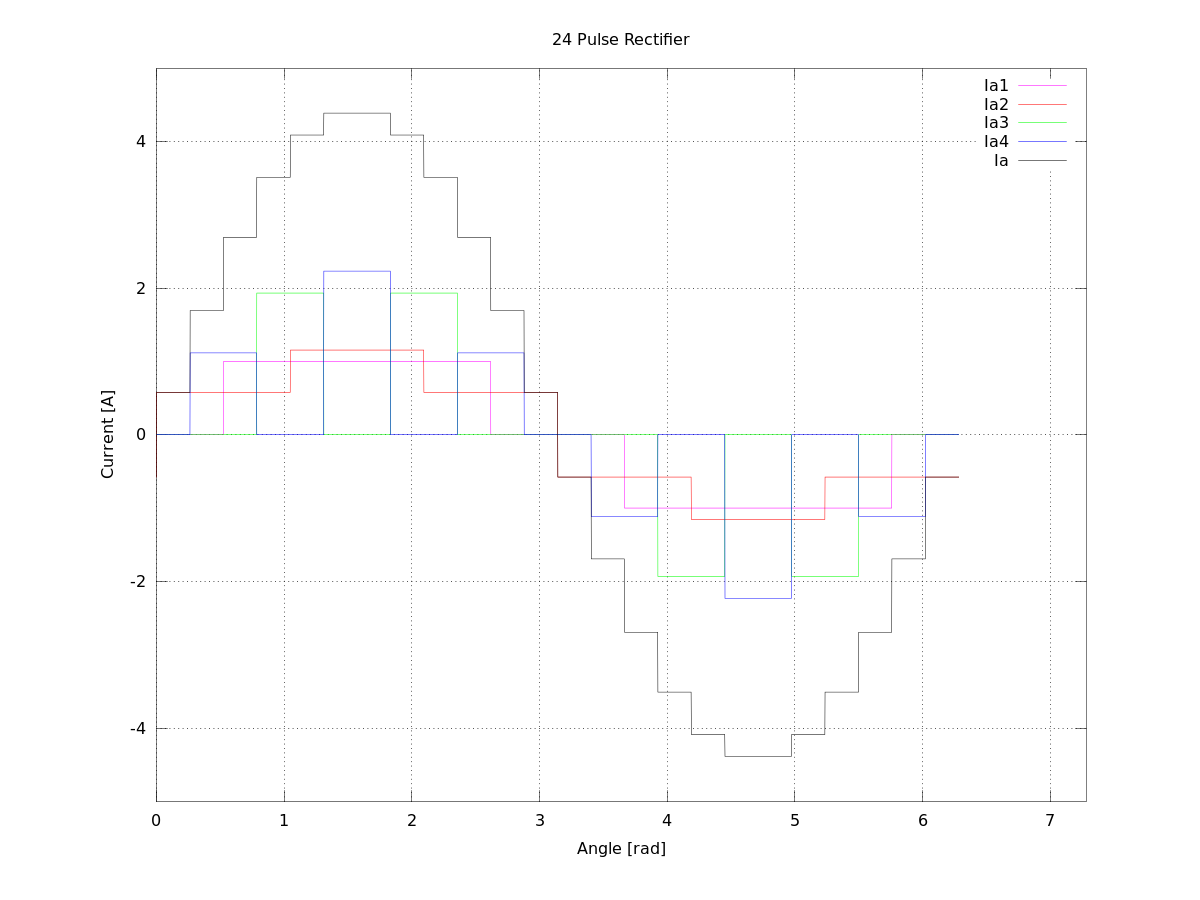 24 Pulse Rectifier
Ia1
Ia2
Ia3
Ia4
Ia
4
2
0
-2
-4
Current [A]
0 1 2 3 4 5 6 7
Angle [rad]